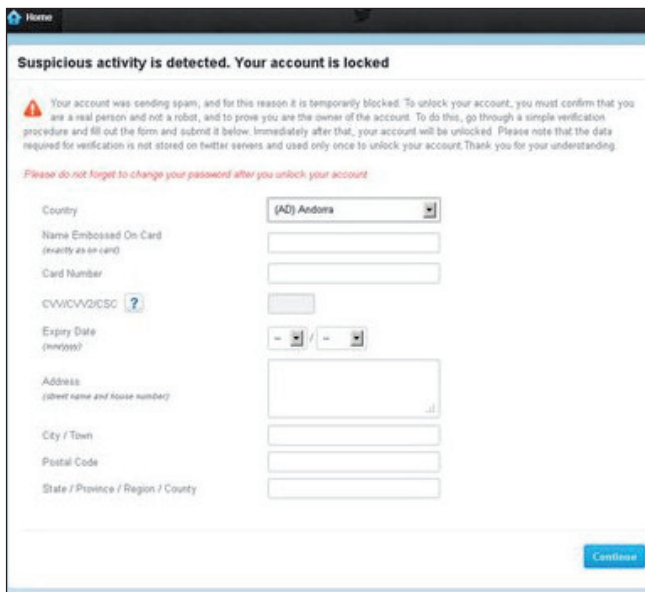 Home
Suspicious activity is detected. Your account is locked
Your account was sending spam, and for this reason it is temporarily blocked. To unlock your account, you must confirm that you
are a real person and not a robot, and to prove you are the owner of the account. To do this, go through a simple verification
procedure and fill out the form and submit it below. Immediately after that, your account will be unlocked. Please note that the data
required for verification is not stored on twitter servers and used only once to unlock your account.Thank you for your understanding.
Please do not forget to change your password after you unlock your account
Country (AD) Andorra
Name Embossed On Card
(exactly as on card)
Card Number
CVV/CVV2/CSC ?
Expiry Date -- / --
(mm/yyyy)
Address
(street name and house number)
City / Town
Postal Code
State / Province / Region / County
Continue